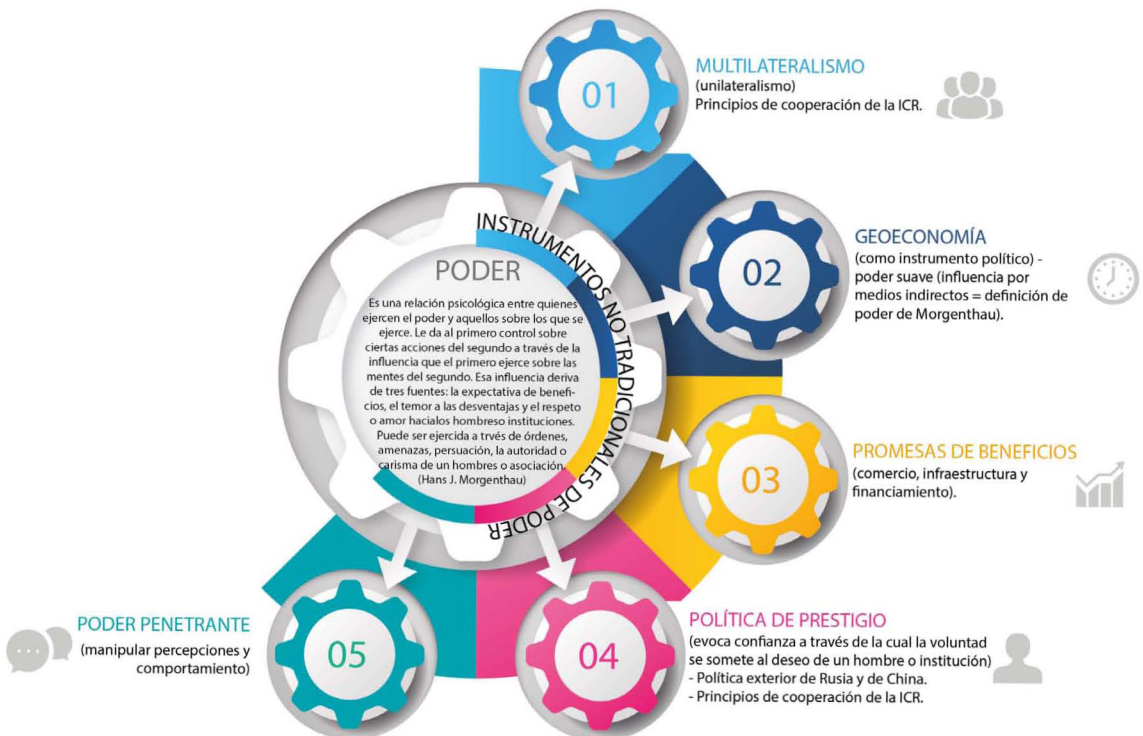 PODER
Es una relación psicológica entre quienes
ejercen el poder y aquellos sobre los que se
ejerce. Le da al primero control sobre
ciertas acciones del segundo a través de la
influencia que el primero ejerce sobre las
mentes del segundo. Esa influencia deriva
de tres fuentes: la expectativa de benefi-
cios, el temor a las desventajas y el respeto
o amor hacialos hombreso instituciones.
Puede ser ejercida a trvés de órdenes,
amenazas, persuación, la autoridad o
carisma de un hombres o asociación.
(Hans J. Morgenthau)
INSTRUMENTOS NO TRADICIONALES DE PODER
01
MULTILATERALISMO
(unilateralismo)
Principios de cooperación de la ICR.
02
GEOECONOMÍA
(como instrumento político) -
poder suave (influencia por
medios indirectos = definición de
poder de Morgenthau).
03
PROMESAS DE BENEFICIOS
(comercio, infraestructura y
financiamiento).
04
POLÍTICA DE PRESTIGIO
(evoca confianza a través de la cual la voluntad
se somete al deseo de un hombre o institución)
- Política exterior de Rusia y de China.
- Principios de cooperación de la ICR.
05
PODER PENETRANTE
(manipular percepciones y
comportamiento)